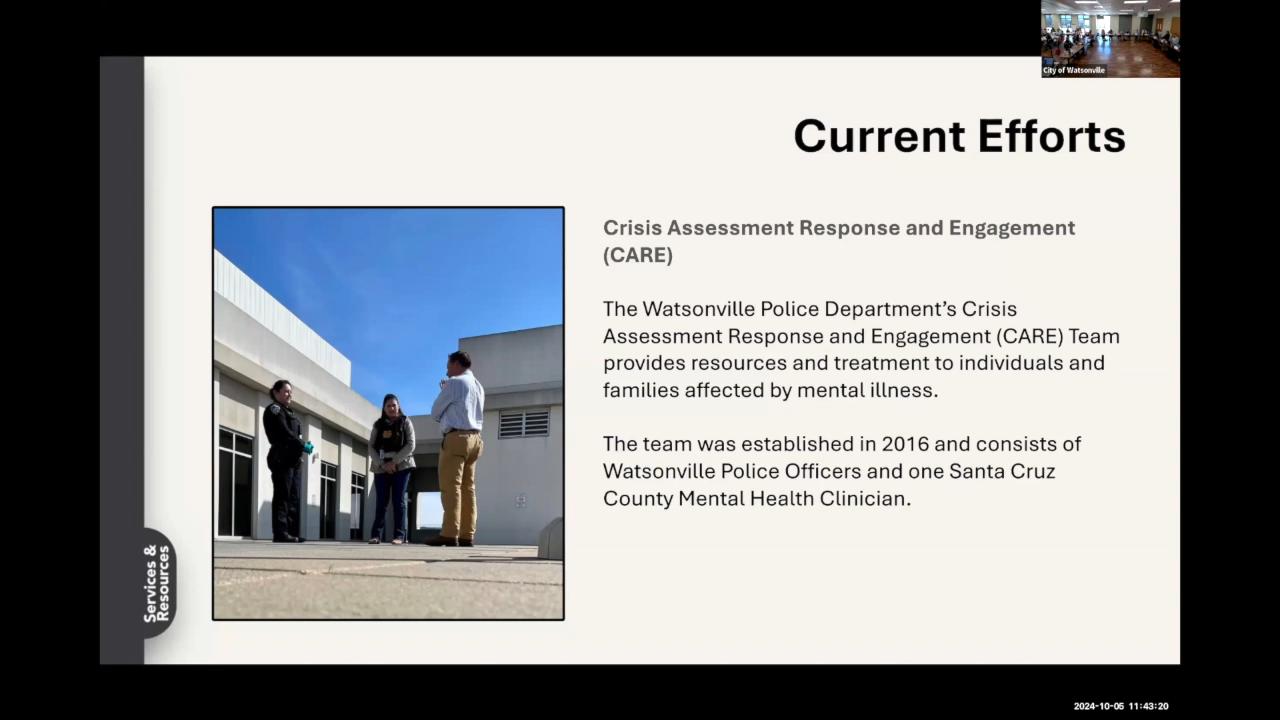 City of Watsonville
Current Efforts
Crisis Assessment Response and Engagement
(CARE)
The Watsonville Police Department’s Crisis
Assessment Response and Engagement (CARE) Team
provides resources and treatment to individuals and
families affected by mental illness.
The team was established in 2016 and consists of
Watsonville Police Officers and one Santa Cruz
County Mental Health Clinician.
Services &
Resources
2024-10-05 11:43:20